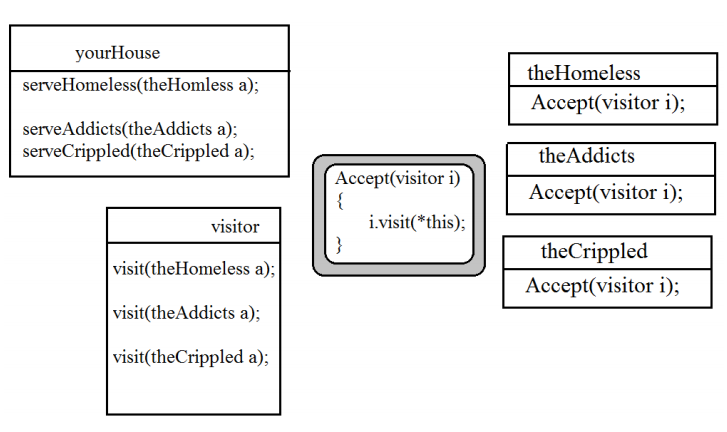 yourHouse
serveHomeless(theHomless a);
serveAddicts(theAddicts a);
serveCrippled(theCrippled a);
visitor
visit(theHomeless a);
visit(theAddicts a);
visit(theCrippled a);
Accept(visitor i)
{
i.visit(*this);
}
theHomeless
Accept(visitor i);
theAddicts
Accept(visitor i);
theCrippled
Accept(visitor i);